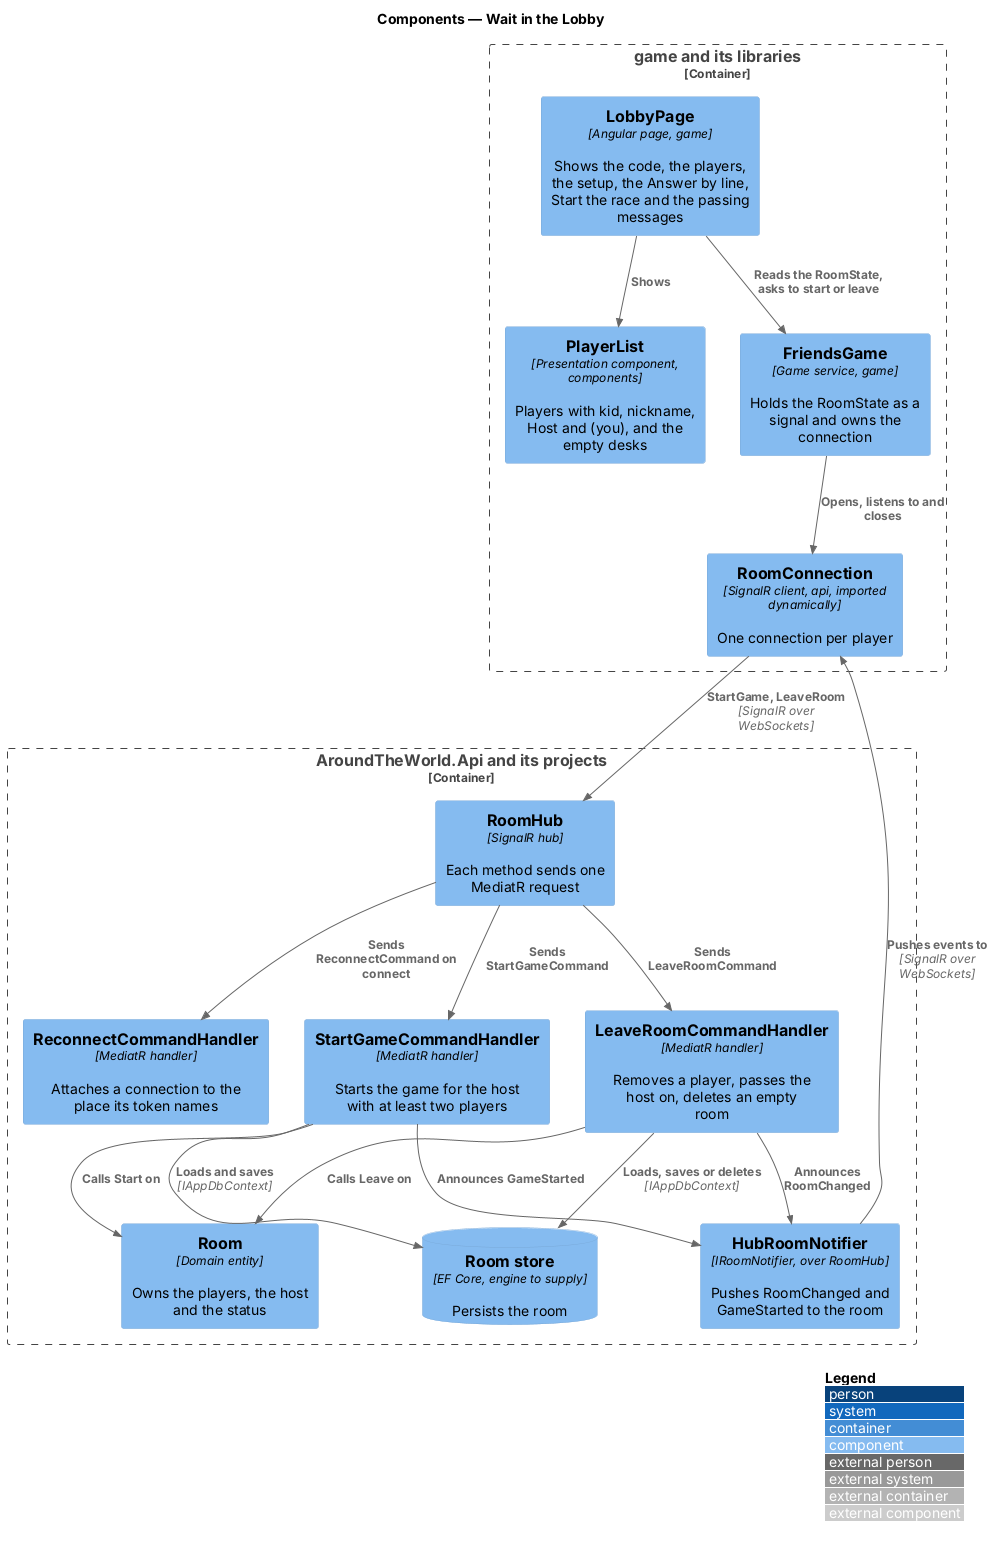 Components — Wait in the Lobby
game and its libraries
[Container]
LobbyPage
[Angular page, game]
Shows the code, the players,
the setup, the Answer by line,
Start the race and the passing
messages
Shows
Reads the RoomState,
asks to start or leave
PlayerList
[Presentation component,
components]
Players with kid, nickname,
Host and (you), and the
empty desks
FriendsGame
[Game service, game]
Holds the RoomState as a
signal and owns the
connection
Opens, listens to and
closes
RoomConnection
[SignalR client, api, imported
dynamically]
One connection per player
StartGame, LeaveRoom
[SignalR over
WebSockets]
AroundTheWorld.Api and its projects
[Container]
RoomHub
[SignalR hub]
Each method sends one
MediatR request
Sends
ReconnectCommand on
connect
Sends
StartGameCommand
Sends
LeaveRoomCommand
Pushes events to
[SignalR over
WebSockets]
ReconnectCommandHandler
[MediatR handler]
Attaches a connection to the
place its token names
StartGameCommandHandler
[MediatR handler]
Starts the game for the host
with at least two players
LeaveRoomCommandHandler
[MediatR handler]
Removes a player, passes the
host on, deletes an empty
room
Calls Start on
Loads and saves
[IAppDbContext]
Calls Leave on
Announces GameStarted
Loads, saves or deletes
[IAppDbContext]
Announces
RoomChanged
Room
[Domain entity]
Owns the players, the host
and the status
Room store
[EF Core, engine to supply]
Persists the room
HubRoomNotifier
[IRoomNotifier, over RoomHub]
Pushes RoomChanged and
GameStarted to the room
Legend
person
system
container
component
external person
external system
external container
external component